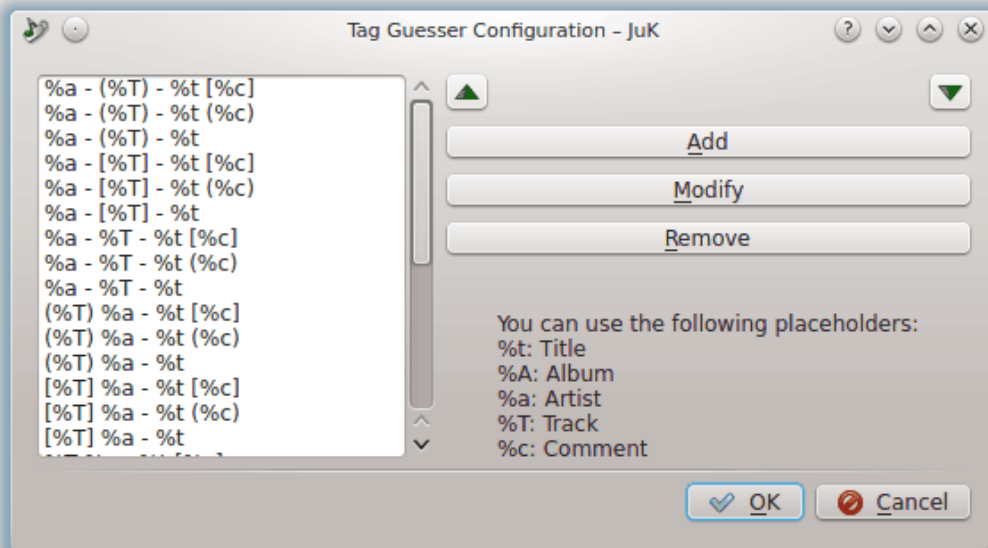 Tag Guesser Configuration – JuK
%a - (%T) - %t [%c]
%a - (%T) - %t (%c)
%a - (%T) - %t
%a - [%T] - %t [%c]
%a - [%T] - %t (%c)
%a - [%T] - %t
%a - %T - %t [%c]
%a - %T - %t (%c)
%a - %T - %t
(%T) %a - %t [%c]
(%T) %a - %t (%c)
(%T) %a - %t
[%T] %a - %t [%c]
[%T] %a - %t (%c)
[%T] %a - %t
Add
Modify
Remove
You can use the following placeholders:
%t: Title
%A: Album
%a: Artist
%T: Track
%c: Comment
OK
Cancel